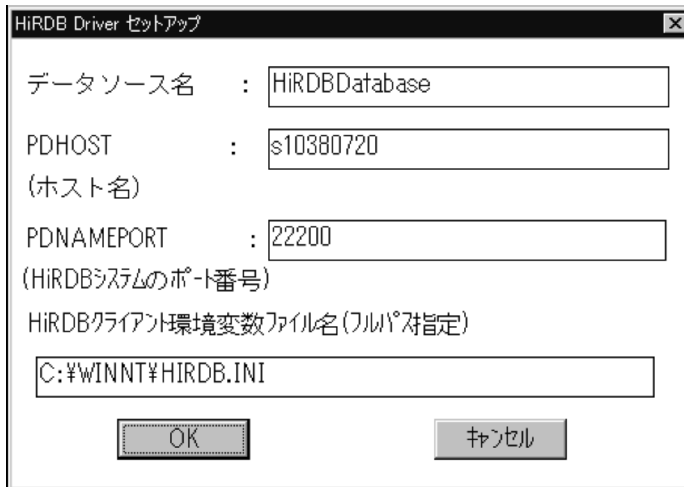 HiRDB Driver ｾｯﾄｱｯﾌﾟ
データソース名 : HiRDBDatabase
PDHOST : s10380720
(ホスト名)
PDNAMEPORT : 22200
(HiRDBｼｽﾃﾑのﾎﾟｰﾄ番号)
HiRDBｸﾗｲｱﾝﾄ環境変数ﾌｧｲﾙ名(ﾌﾙﾊﾟｽ指定)
C:¥WINNT¥HIRDB.INI
OK ｷｬﾝｾﾙ